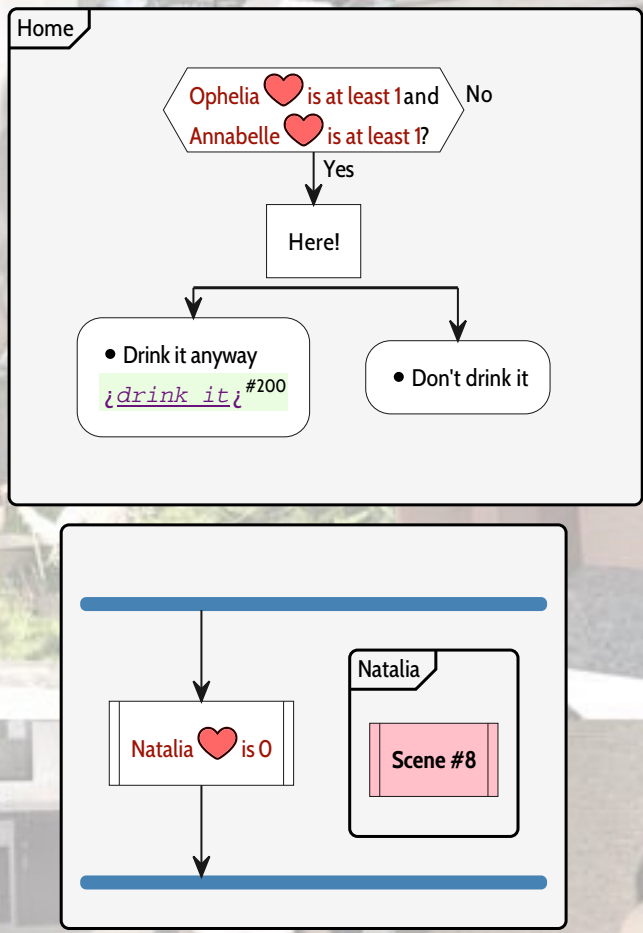 Home
Ophelia ❤ is at least 1 and
Annabelle ❤ is at least 1?
No
Yes
Here!
• Drink it anyway
¿drink it¿ #200
• Don't drink it
Natalia ❤ is 0
Natalia
Scene #8